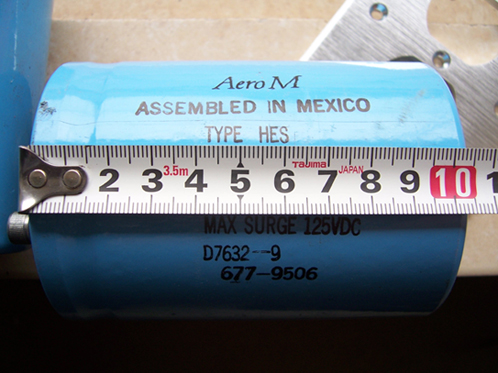 Aero M
ASSEMBLED IN MEXICO
TYPE HES
2 3 3.5m 4 5 6 7 8 9 10 1
Tajima JAPAN
MAX SURGE 125VDC
D7632--9
677-9506